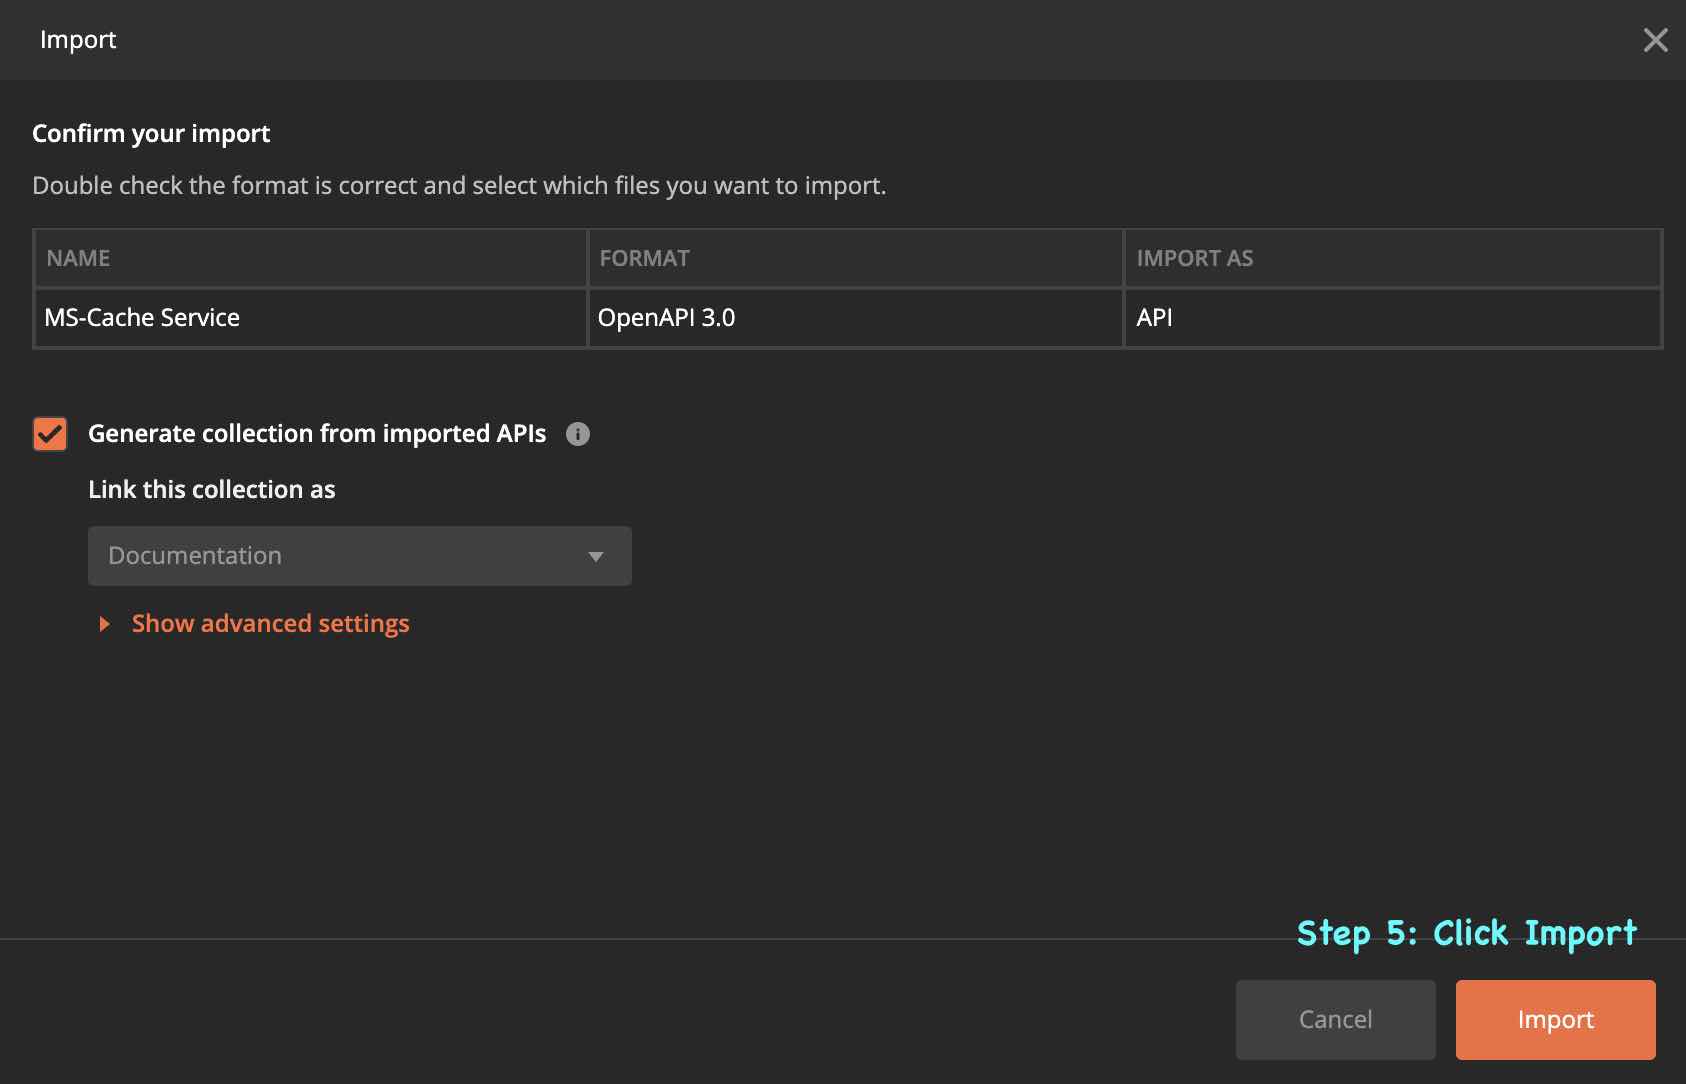 Import
Confirm your import
Double check the format is correct and select which files you want to import.
NAME FORMAT IMPORT AS
MS-Cache Service OpenAPI 3.0 API
Generate collection from imported APIs
Link this collection as
Documentation
Show advanced settings
Step 5: Click Import
Cancel Import